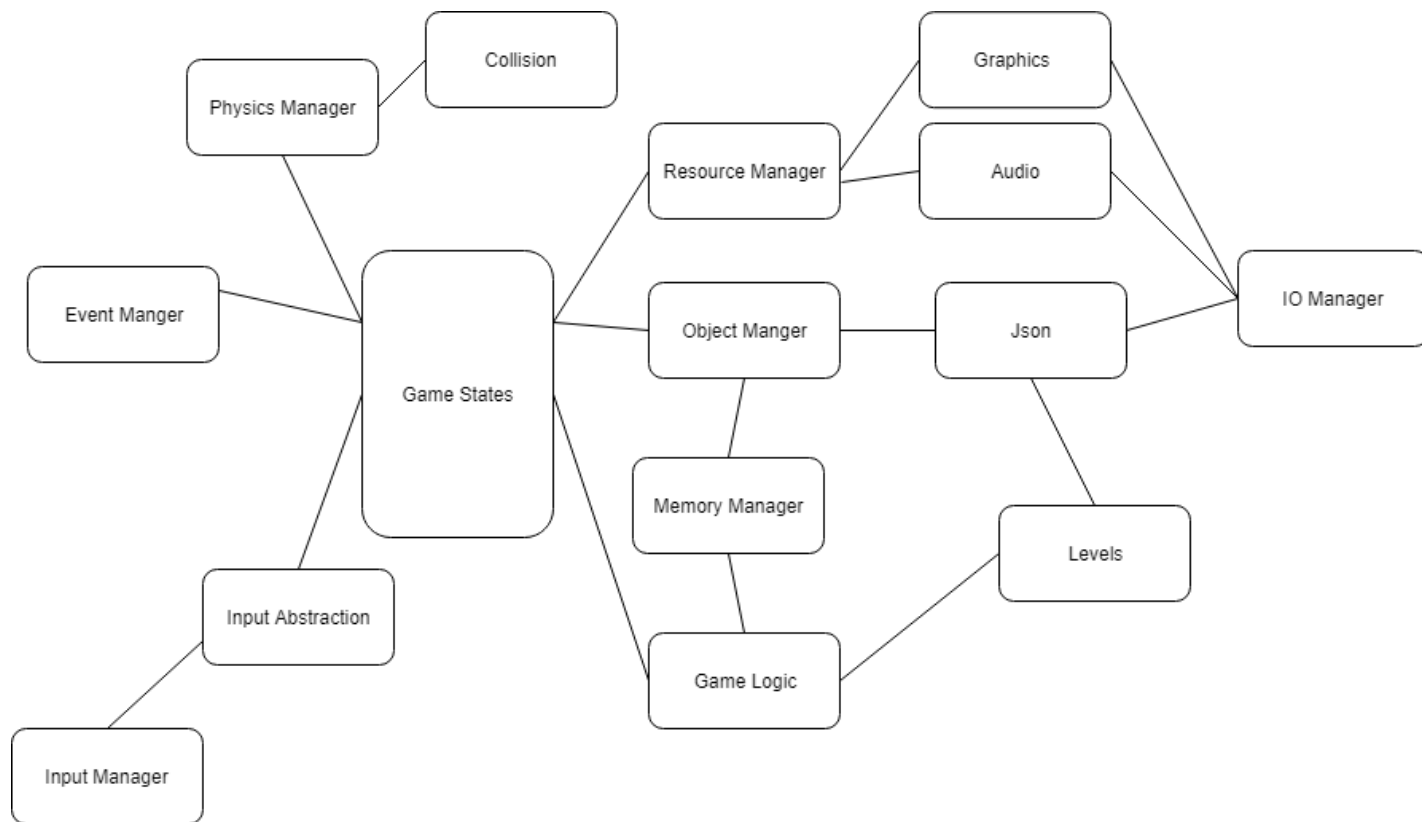 Collision
Graphics
Physics Manager
Resource Manager
Audio
Event Manger
Object Manger
Json
IO Manager
Game States
Memory Manager
Levels
Input Abstraction
Game Logic
Input Manager